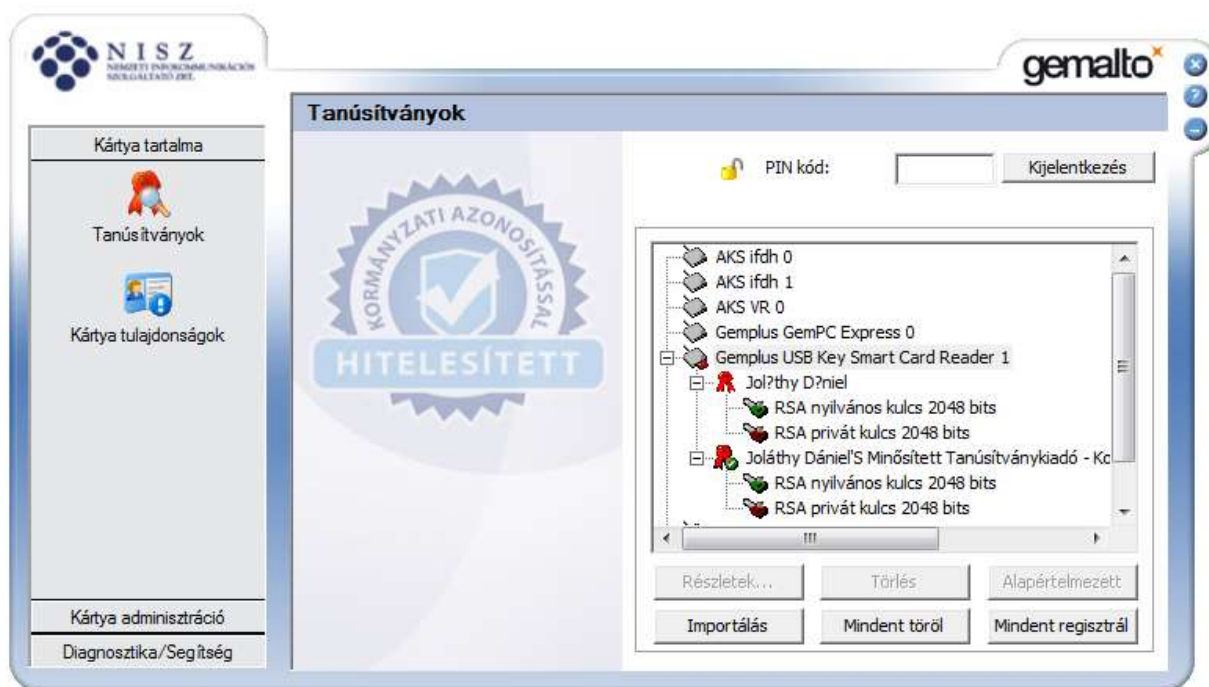 NISZ
NEMZETI INFOKOMMUNIKÁCIÓS
SZOLGÁLTATÓ ZRT.
gemalto
Tanúsítványok
Kártya tartalma
Tanúsítványok
Kártya tulajdonságok
Kártya adminisztráció
Diagnosztika/Segítség
KORMÁNYZATI AZONOSÍTÁSSAL
HITELESÍTETT
PIN kód:
Kijelentkezés
AKS ifdh 0
AKS ifdh 1
AKS VR 0
Gemplus GemPC Express 0
Gemplus USB Key Smart Card Reader 1
Jol?thy D?niel
RSA nyilvános kulcs 2048 bits
RSA privát kulcs 2048 bits
Joláthy Dániel'S Minősített Tanúsítványkiadó - Kc
RSA nyilvános kulcs 2048 bits
RSA privát kulcs 2048 bits
Részletek... Törlés Alapértelmezett
Importálás Mindent töröl Mindent regisztrál